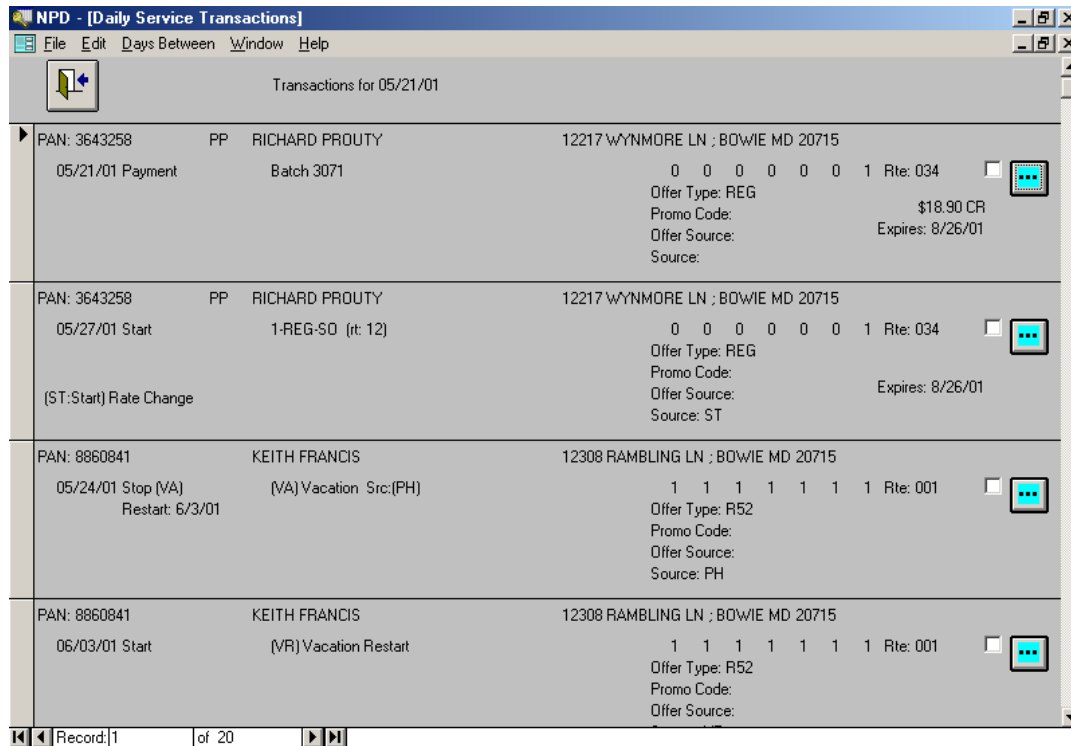 NPD - [Daily Service Transactions]
File Edit Days Between Window Help
Transactions for 05/21/01
PAN: 3643258 PP RICHARD PROUTY 12217 WYNMORE LN ; BOWIE MD 20715
05/21/01 Payment Batch 3071 0 0 0 0 0 0 1 Rte: 034
Offer Type: REG
$18.90 CR
Promo Code:
Expires: 8/26/01
Offer Source:
Source:
PAN: 3643258 PP RICHARD PROUTY 12217 WYNMORE LN ; BOWIE MD 20715
05/27/01 Start 1-REG-SO (rt: 12) 0 0 0 0 0 0 1 Rte: 034
Offer Type: REG
Promo Code:
(ST:Start) Rate Change Offer Source: Expires: 8/26/01
Source: ST
PAN: 8860841 KEITH FRANCIS 12308 RAMBLING LN ; BOWIE MD 20715
05/24/01 Stop (VA) (VA) Vacation Src:(PH) 1 1 1 1 1 1 1 Rte: 001
Restart: 6/3/01 Offer Type: R52
Promo Code:
Offer Source:
Source: PH
PAN: 8860841 KEITH FRANCIS 12308 RAMBLING LN ; BOWIE MD 20715
06/03/01 Start (VR) Vacation Restart 1 1 1 1 1 1 1 Rte: 001
Offer Type: R52
Promo Code:
Offer Source:
Record: 1 of 20